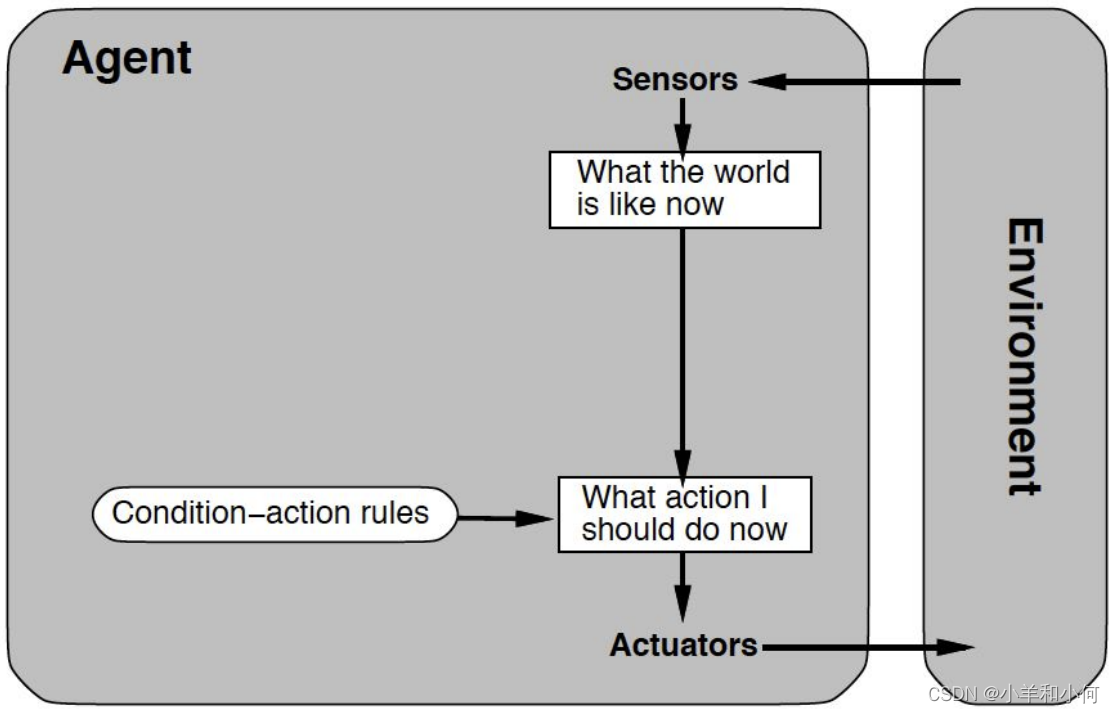 Agent
Sensors
What the world
is like now
Environment
Condition−action rules
What action I
should do now
Actuators
CSDN @小羊和小何